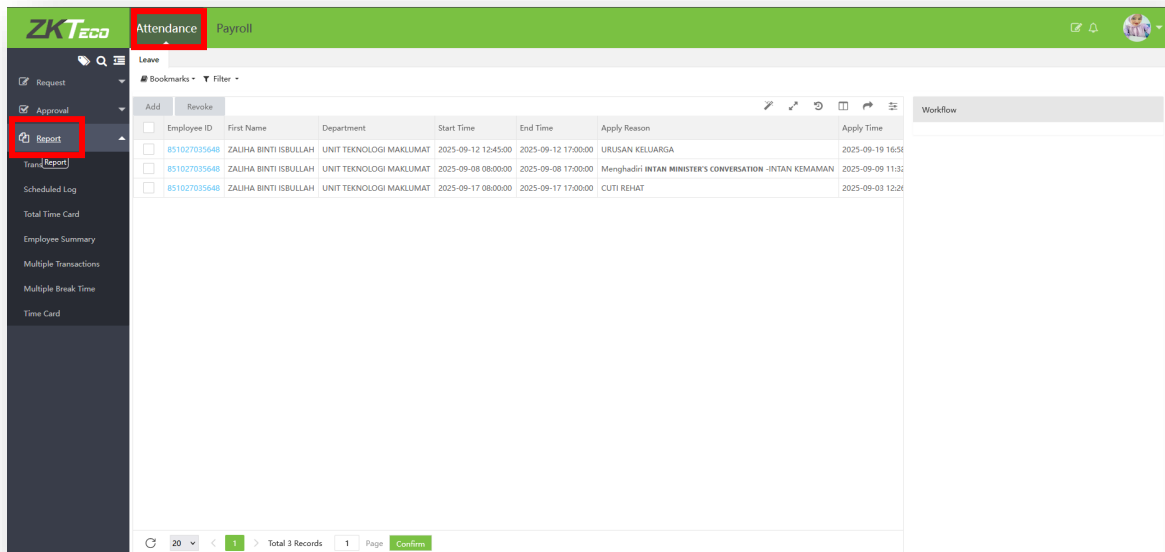 ZKTeco Attendance Payroll
Leave
Request
Bookmarks Filter
Approval
Add Revoke
Workflow
Report
Employee ID First Name Department Start Time End Time Apply Reason Apply Time
Report
851027035648 ZALIHA BINTI ISBULLAH UNIT TEKNOLOGI MAKLUMAT 2025-09-12 12:45:00 2025-09-12 17:00:00 URUSAN KELUARGA 2025-09-19 16:58
851027035648 ZALIHA BINTI ISBULLAH UNIT TEKNOLOGI MAKLUMAT 2025-09-08 08:00:00 2025-09-08 17:00:00 Menghadiri INTAN MINISTER'S CONVERSATION -INTAN KEMAMAN 2025-09-09 11:32
851027035648 ZALIHA BINTI ISBULLAH UNIT TEKNOLOGI MAKLUMAT 2025-09-17 08:00:00 2025-09-17 17:00:00 CUTI REHAT 2025-09-03 12:26
Scheduled Log
Total Time Card
Employee Summary
Multiple Transactions
Multiple Break Time
Time Card
20 1 Total 3 Records 1 Page Confirm